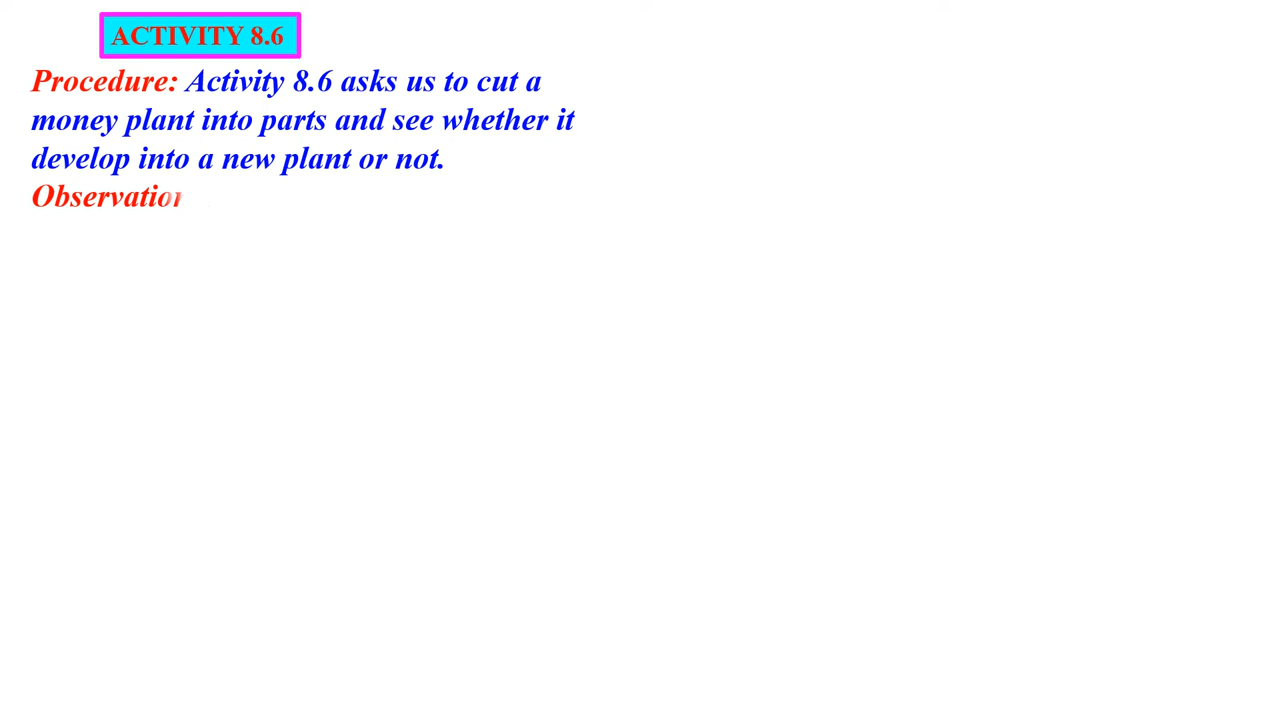 ACTIVITY 8.6
Procedure: Activity 8.6 asks us to cut a
money plant into parts and see whether it
develop into a new plant or not.
Observation